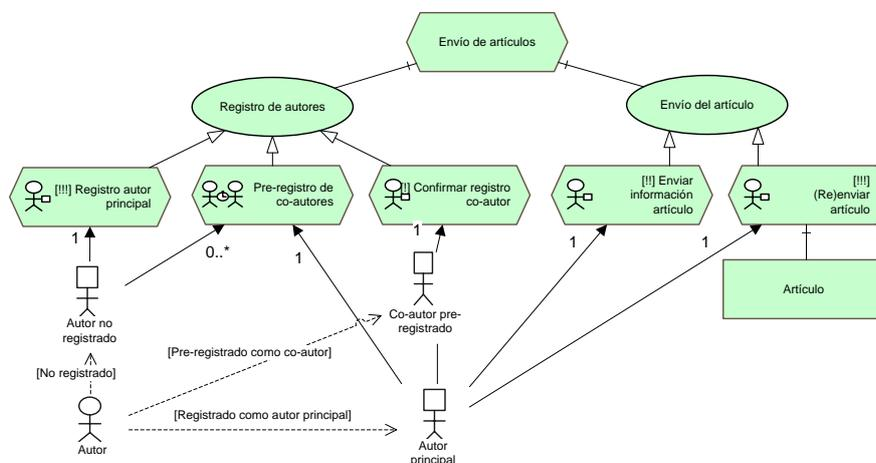 Envío de artículos
Registro de autores
Envío del artículo
[!!!] Registro autor
principal
Pre-registro de
co-autores
[!] Confirmar registro
co-autor
[!!] Enviar
información
artículo
[!!!]
(Re)enviar
artículo
1
0..*
1
1
1
1
Artículo
Autor no
registrado
Co-autor pre-
registrado
[Pre-registrado como co-autor]
[No registrado]
[Registrado como autor principal]
Autor
Autor
principal